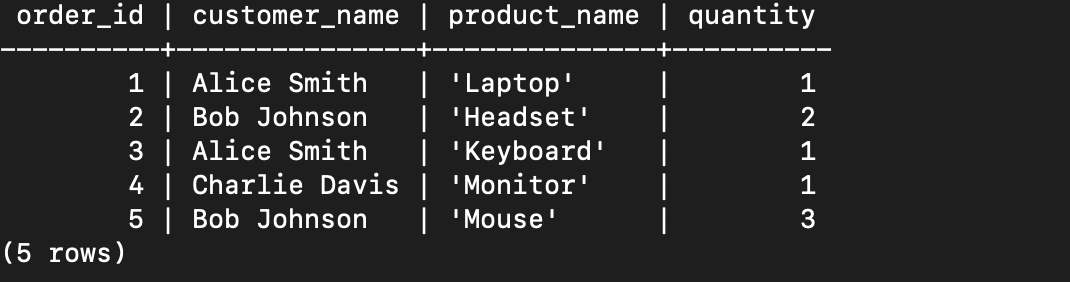 order_id | customer_name | product_name | quantity
----------+---------------+--------------+----------
        1 | Alice Smith   | 'Laptop'     |        1
        2 | Bob Johnson   | 'Headset'    |        2
        3 | Alice Smith   | 'Keyboard'   |        1
        4 | Charlie Davis | 'Monitor'    |        1
        5 | Bob Johnson   | 'Mouse'      |        3
(5 rows)